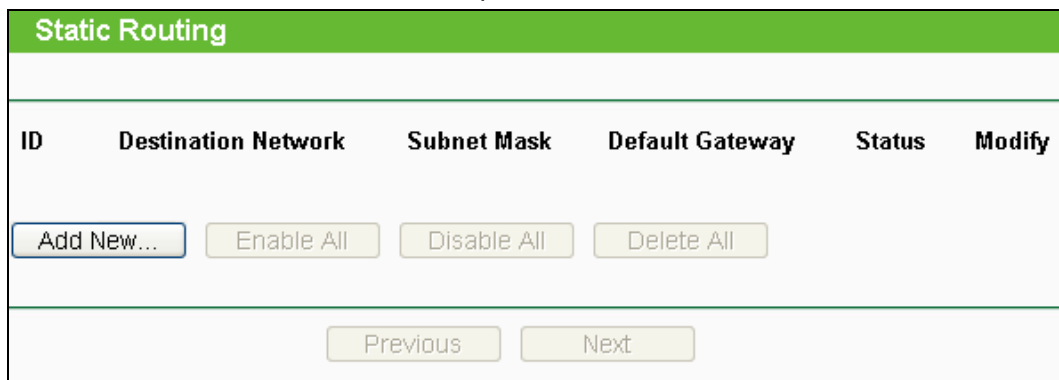 Static Routing
ID Destination Network Subnet Mask Default Gateway Status Modify
Add New... Enable All Disable All Delete All
Previous Next